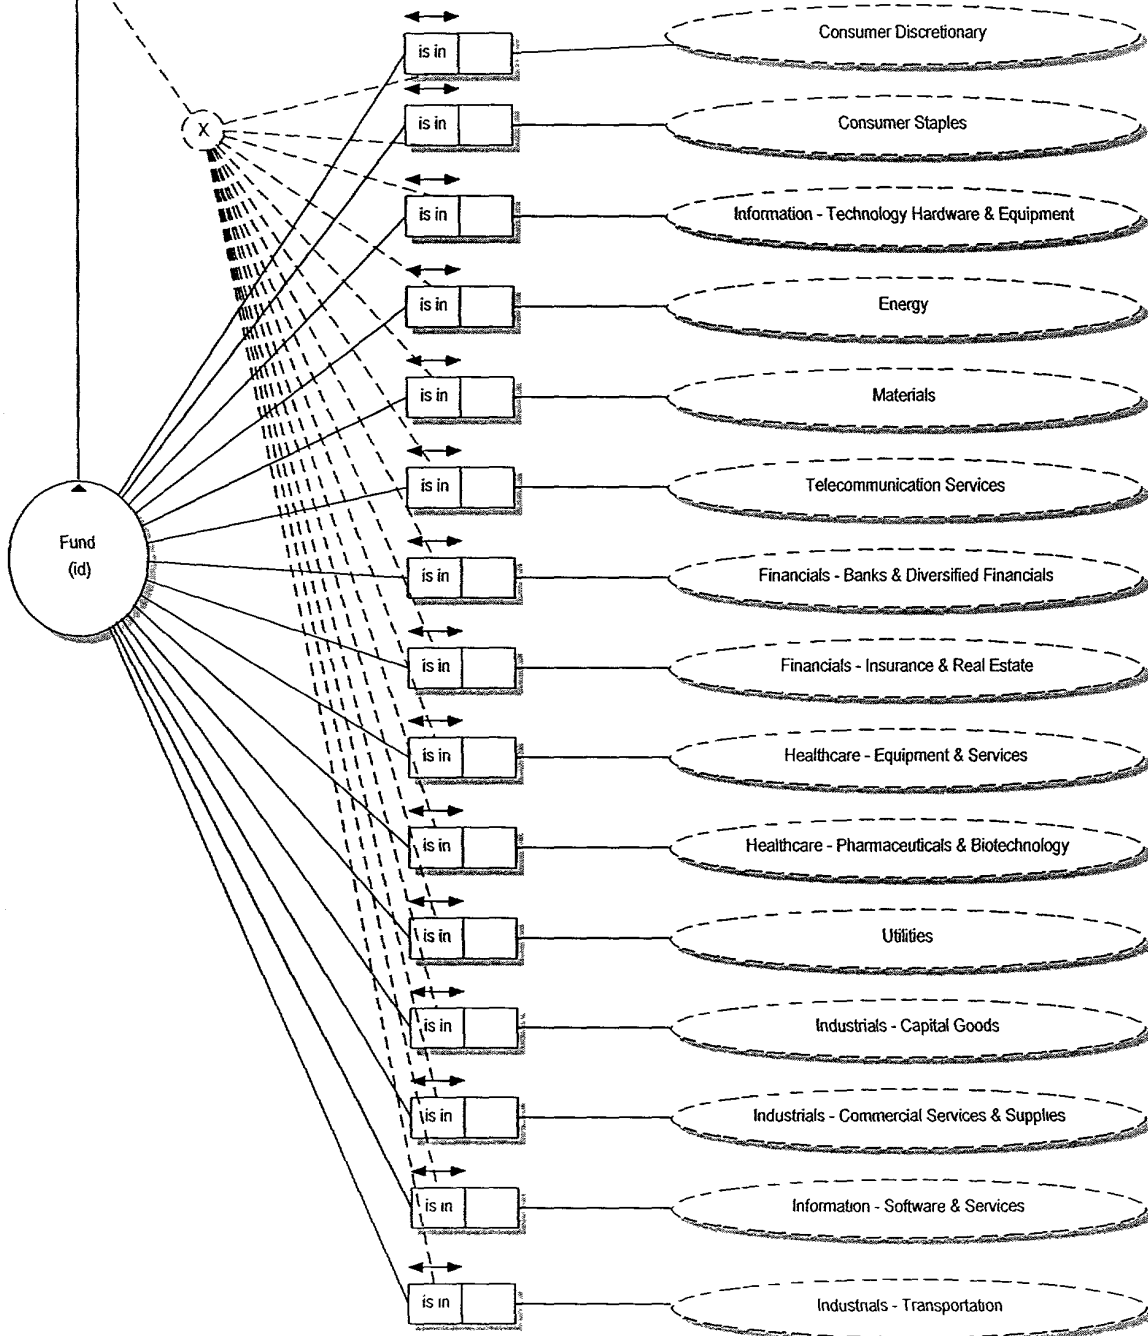 is in Consumer Discretionary
X
is in Consumer Staples
is in Information - Technology Hardware & Equipment
is in Energy
is in Materials
is in Telecommunication Services
Fund
(id)
is in Financials - Banks & Diversified Financials
is in Financials - Insurance & Real Estate
is in Healthcare - Equipment & Services
is in Healthcare - Pharmaceuticals & Biotechnology
is in Utilities
is in Industrials - Capital Goods
is in Industrials - Commercial Services & Supplies
is in Information - Software & Services
is in Industrials - Transportation